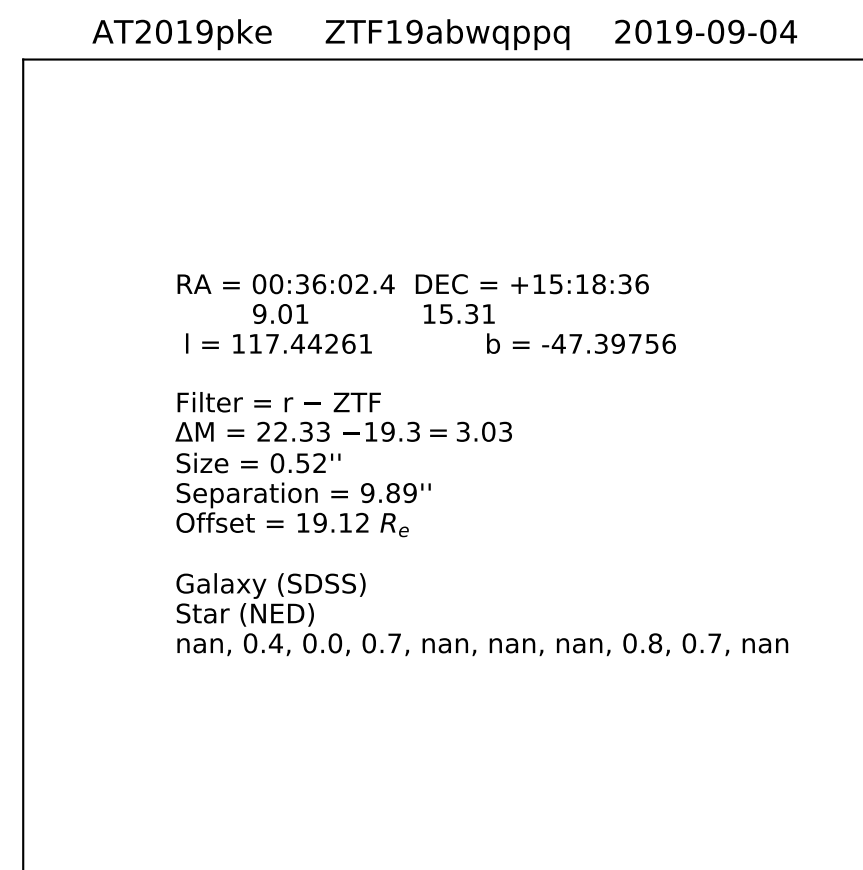 AT2019pke ZTF19abwqppq 2019-09-04
RA = 00:36:02.4 DEC = +15:18:36
9.01 15.31
l = 117.44261 b = -47.39756
Filter = r − ZTF
ΔM = 22.33 −19.3 = 3.03
Size = 0.52''
Separation = 9.89''
Offset = 19.12 Re
Galaxy (SDSS)
Star (NED)
nan, 0.4, 0.0, 0.7, nan, nan, nan, 0.8, 0.7, nan